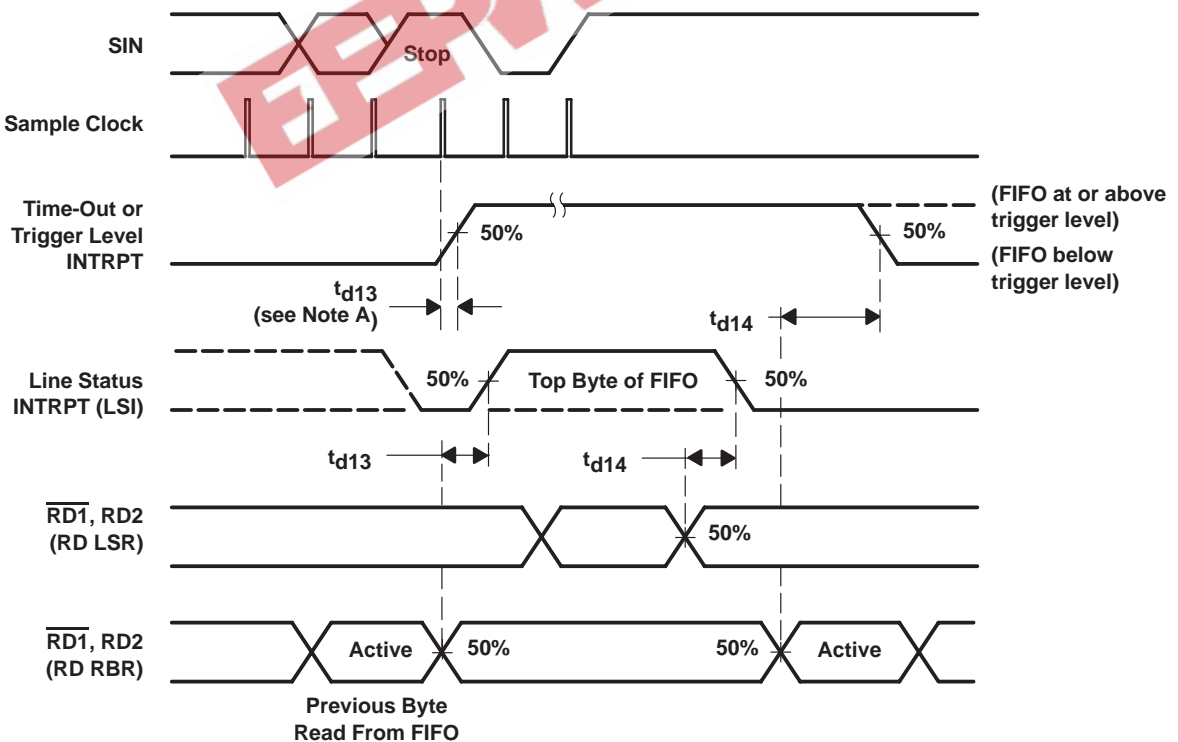 SIN
Stop
Sample Clock
Time-Out or
Trigger Level
INTRPT
50%
50%
(FIFO at or above
trigger level)
(FIFO below
trigger level)
td13
(see Note A)
td14
Line Status
INTRPT (LSI)
50%
Top Byte of FIFO
50%
td13
td14
RD1, RD2
(RD LSR)
50%
RD1, RD2
(RD RBR)
Active
50%
50%
Active
Previous Byte
Read From FIFO